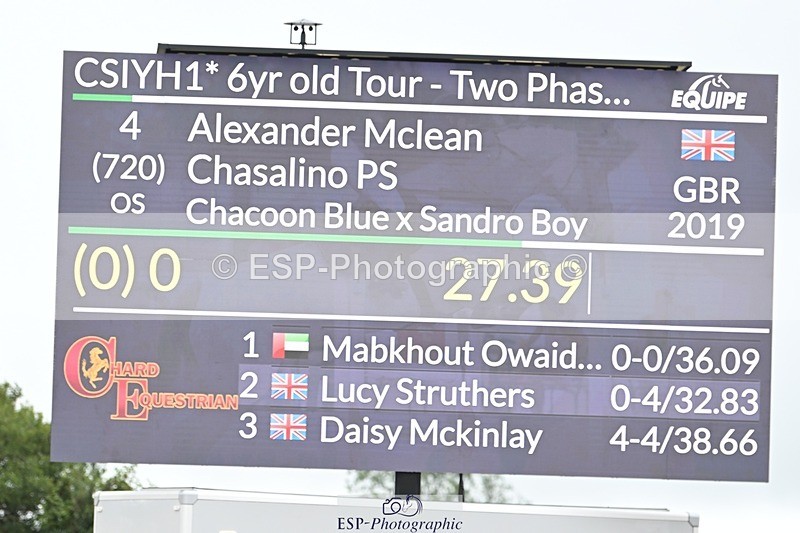 CSIYH1* 6yr old Tour - Two Phas...
EQUIPE
4 Alexander Mclean
(720) Chasalino PS GBR
OS Chacoon Blue x Sandro Boy 2019
(0) 0 27.39
© ESP-Photographic ©
CHARD EQUESTRIAN
1 Mabkhout Owaid... 0-0/36.09
2 Lucy Struthers 0-4/32.83
3 Daisy Mckinlay 4-4/38.66
ESP-Photographic